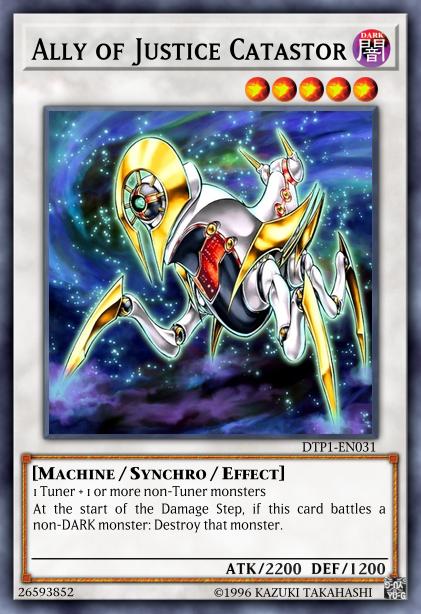 ALLY OF JUSTICE CATASTOR
DARK
闇
DTP1-EN031
[MACHINE / SYNCHRO / EFFECT]
1 Tuner + 1 or more non-Tuner monsters
At the start of the Damage Step, if this card battles a
non-DARK monster: Destroy that monster.
ATK/2200 DEF/1200
26593852
©1996 KAZUKI TAKAHASHI